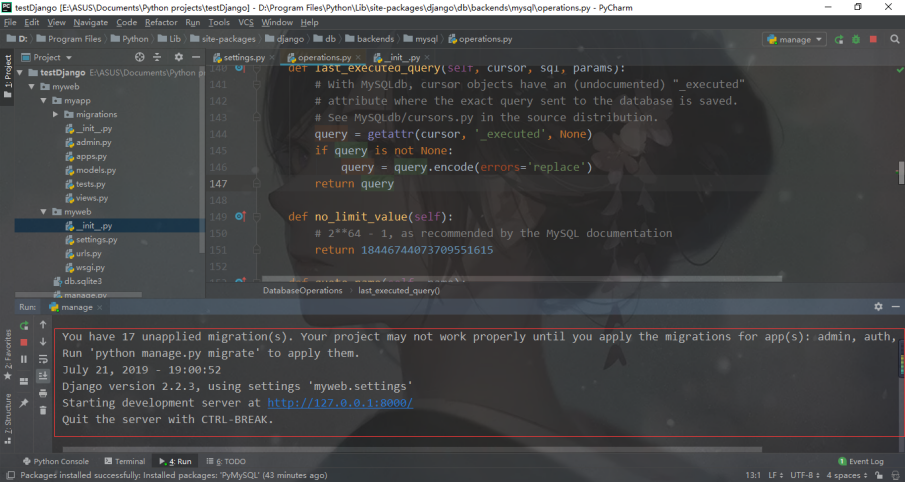 testDjango [E:\ASUS\Documents\Python projects\testDjango] - D:\Program Files\Python\Lib\site-packages\django\db\backends\mysql\operations.py - PyCharm
File Edit View Navigate Code Refactor Run Tools VCS Window Help
D: Program Files Python Lib site-packages django db backends mysql operations.py manage
1: Project
Project
settings.py operations.py __init__.py
testDjango E:\ASUS\Documents\Python p
myweb
myapp
migrations
__init__.py
admin.py
apps.py
models.py
tests.py
views.py
myweb
__init__.py
settings.py
urls.py
wsgi.py
db.sqlite3
manage.py
140 def last_executed_query(self, cursor, sql, params):
141 # With MySQLdb, cursor objects have an (undocumented) "_executed"
142 # attribute where the exact query sent to the database is saved.
143 # See MySQLdb/cursors.py in the source distribution.
144 query = getattr(cursor, '_executed', None)
145 if query is not None:
146 query = query.encode(errors='replace')
147 return query
148
149 def no_limit_value(self):
150 # 2**64 - 1, as recommended by the MySQL documentation
151 return 18446744073709551615
152
DatabaseOperations last_executed_query()
Run: manage
You have 17 unapplied migration(s). Your project may not work properly until you apply the migrations for app(s): admin, auth,
Run 'python manage.py migrate' to apply them.
July 21, 2019 - 19:00:52
Django version 2.2.3, using settings 'myweb.settings'
Starting development server at http://127.0.0.1:8000/
Quit the server with CTRL-BREAK.
2: Favorites
7: Structure
Python Console Terminal 4: Run 6: TODO 1 Event Log
Packages installed successfully: Installed packages: 'PyMySQL' (43 minutes ago) 13:1 LF UTF-8 4 spaces